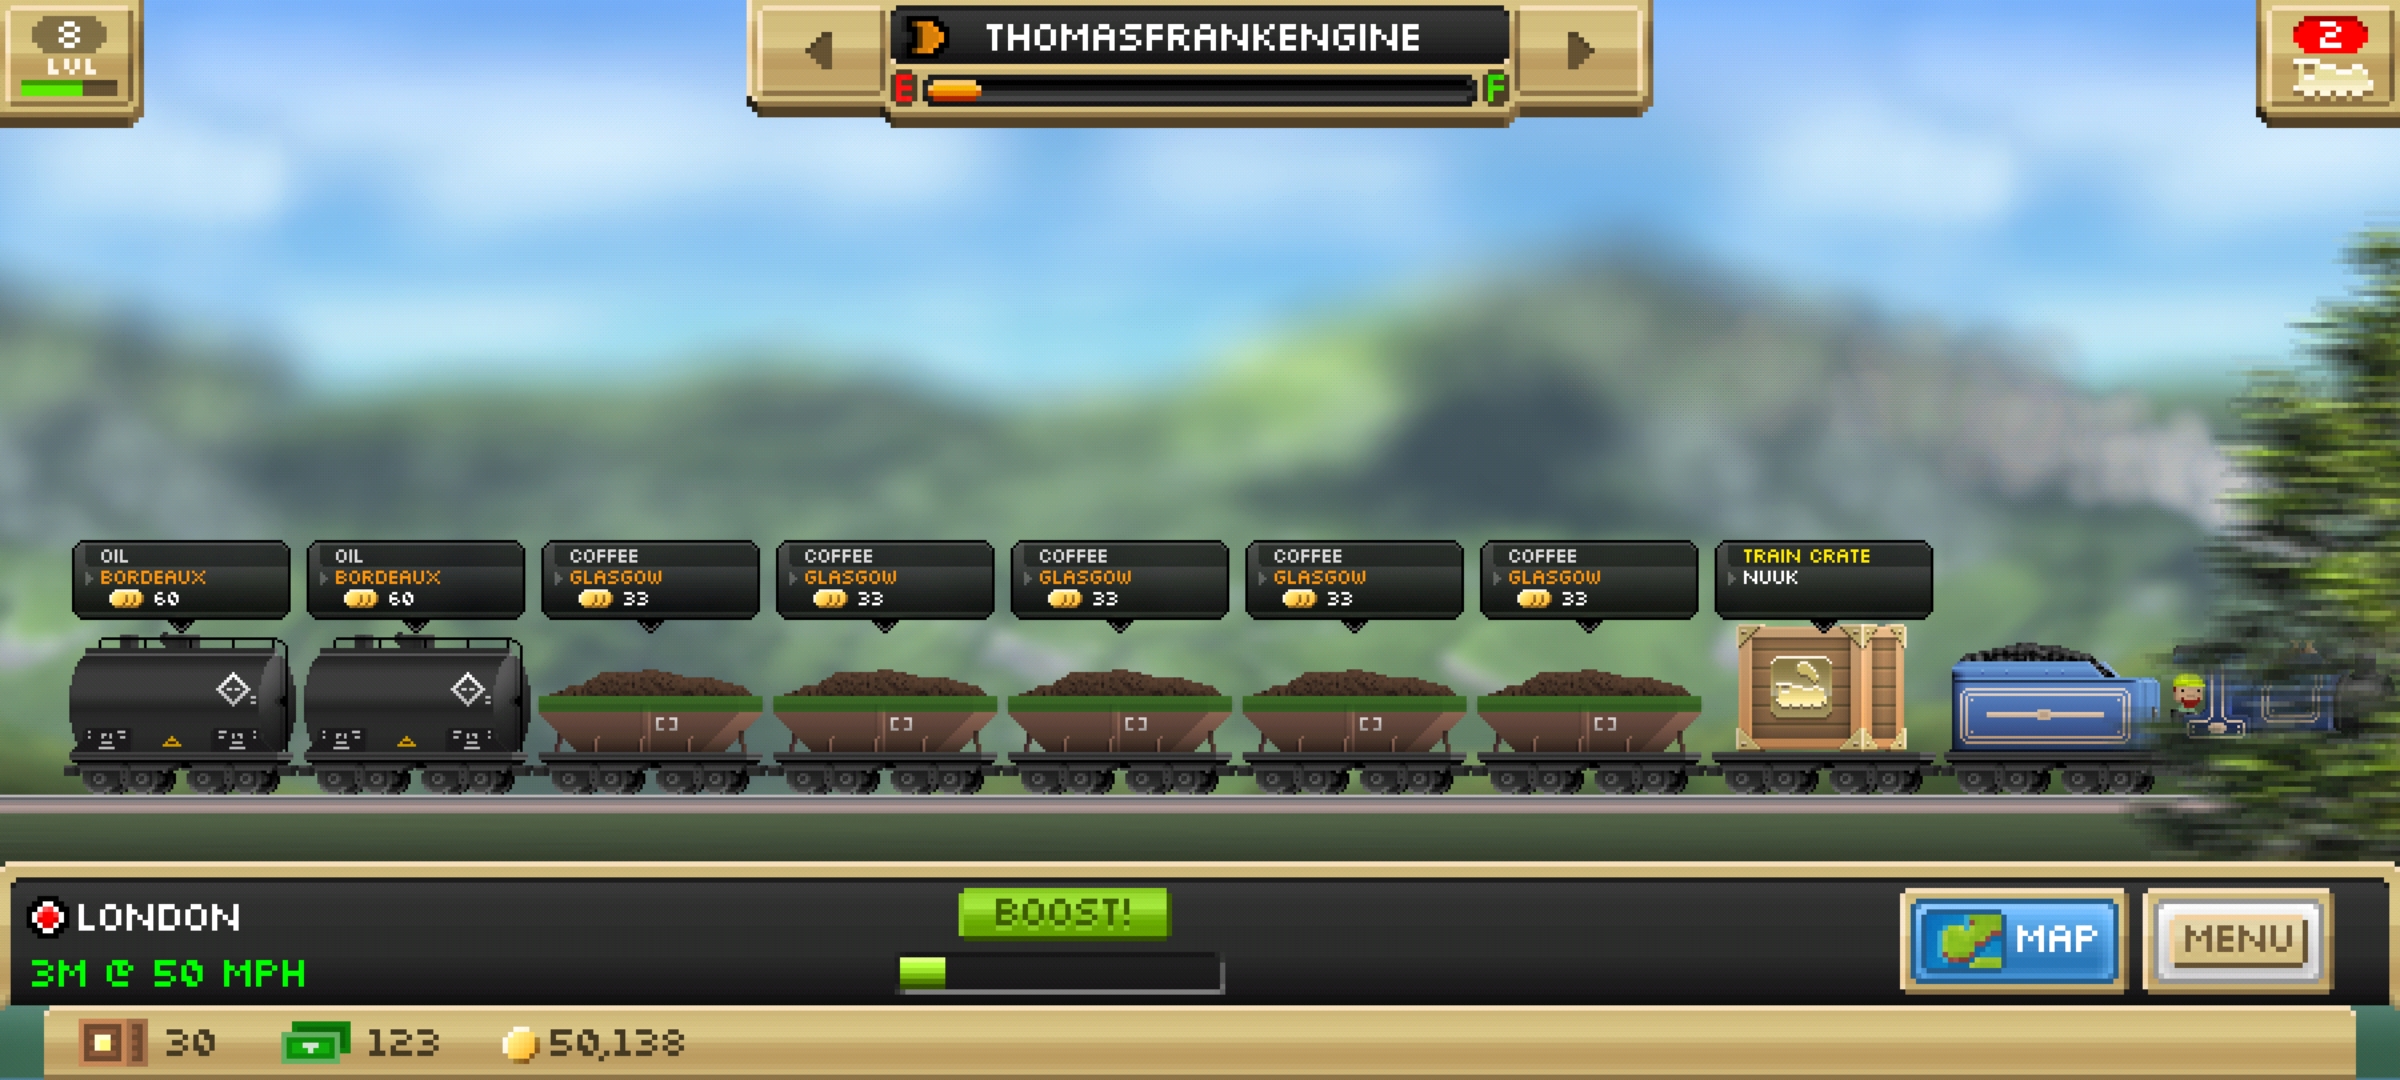 8
LVL
THOMASFRANKENGINE
E F
2
OIL
BORDEAUX
60
OIL
BORDEAUX
60
COFFEE
GLASGOW
33
COFFEE
GLASGOW
33
COFFEE
GLASGOW
33
COFFEE
GLASGOW
33
COFFEE
GLASGOW
33
TRAIN CRATE
NUUK
LONDON
3M @ 50 MPH
BOOST!
MAP
MENU
30
123
50,138